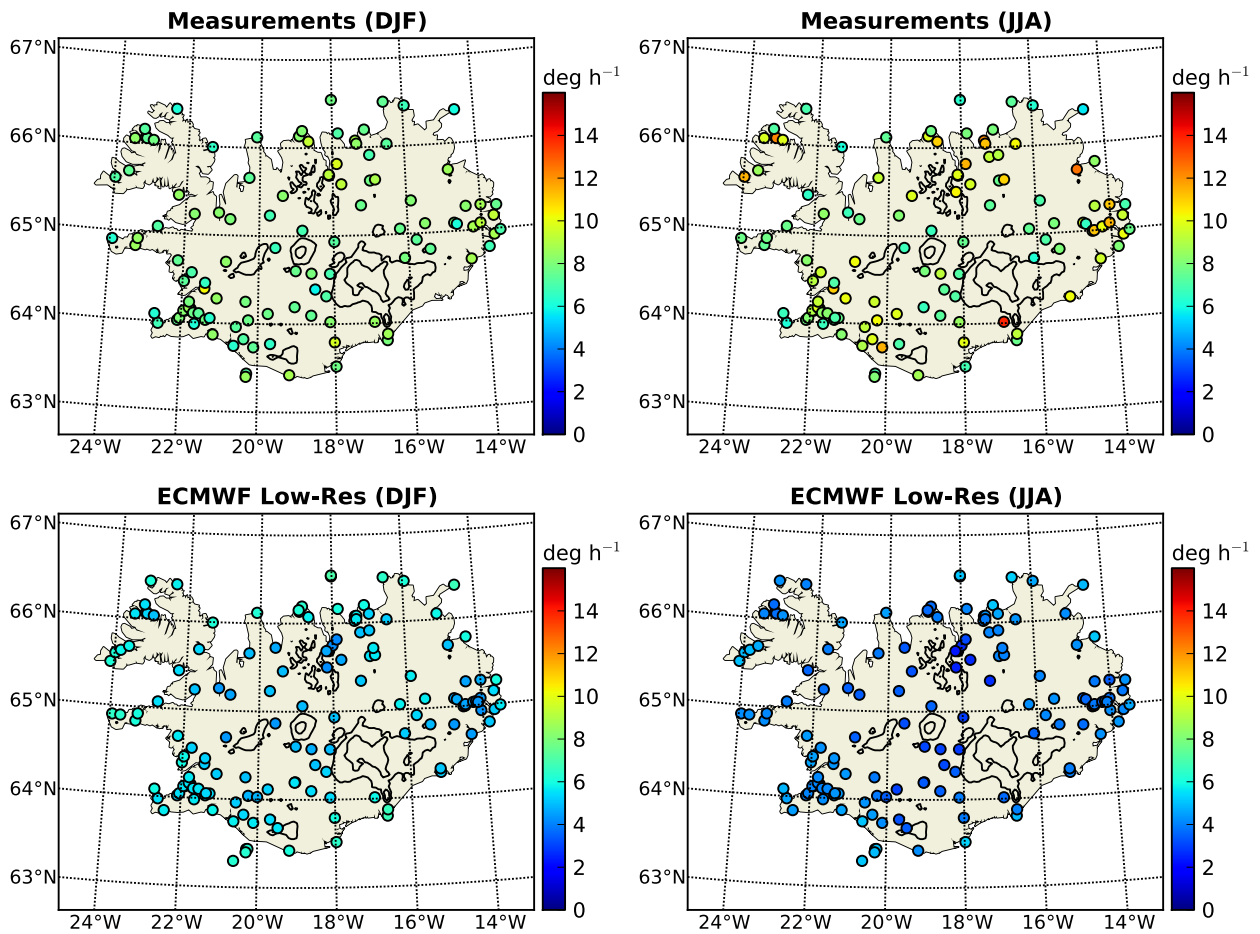 Measurements (DJF)
67°N
66°N
65°N
64°N
63°N
24°W 22°W 20°W 18°W 16°W 14°W
deg h⁻¹
14
12
10
8
6
4
2
0
Measurements (JJA)
67°N
66°N
65°N
64°N
63°N
24°W 22°W 20°W 18°W 16°W 14°W
deg h⁻¹
14
12
10
8
6
4
2
0
ECMWF Low-Res (DJF)
67°N
66°N
65°N
64°N
63°N
24°W 22°W 20°W 18°W 16°W 14°W
deg h⁻¹
14
12
10
8
6
4
2
0
ECMWF Low-Res (JJA)
67°N
66°N
65°N
64°N
63°N
24°W 22°W 20°W 18°W 16°W 14°W
deg h⁻¹
14
12
10
8
6
4
2
0